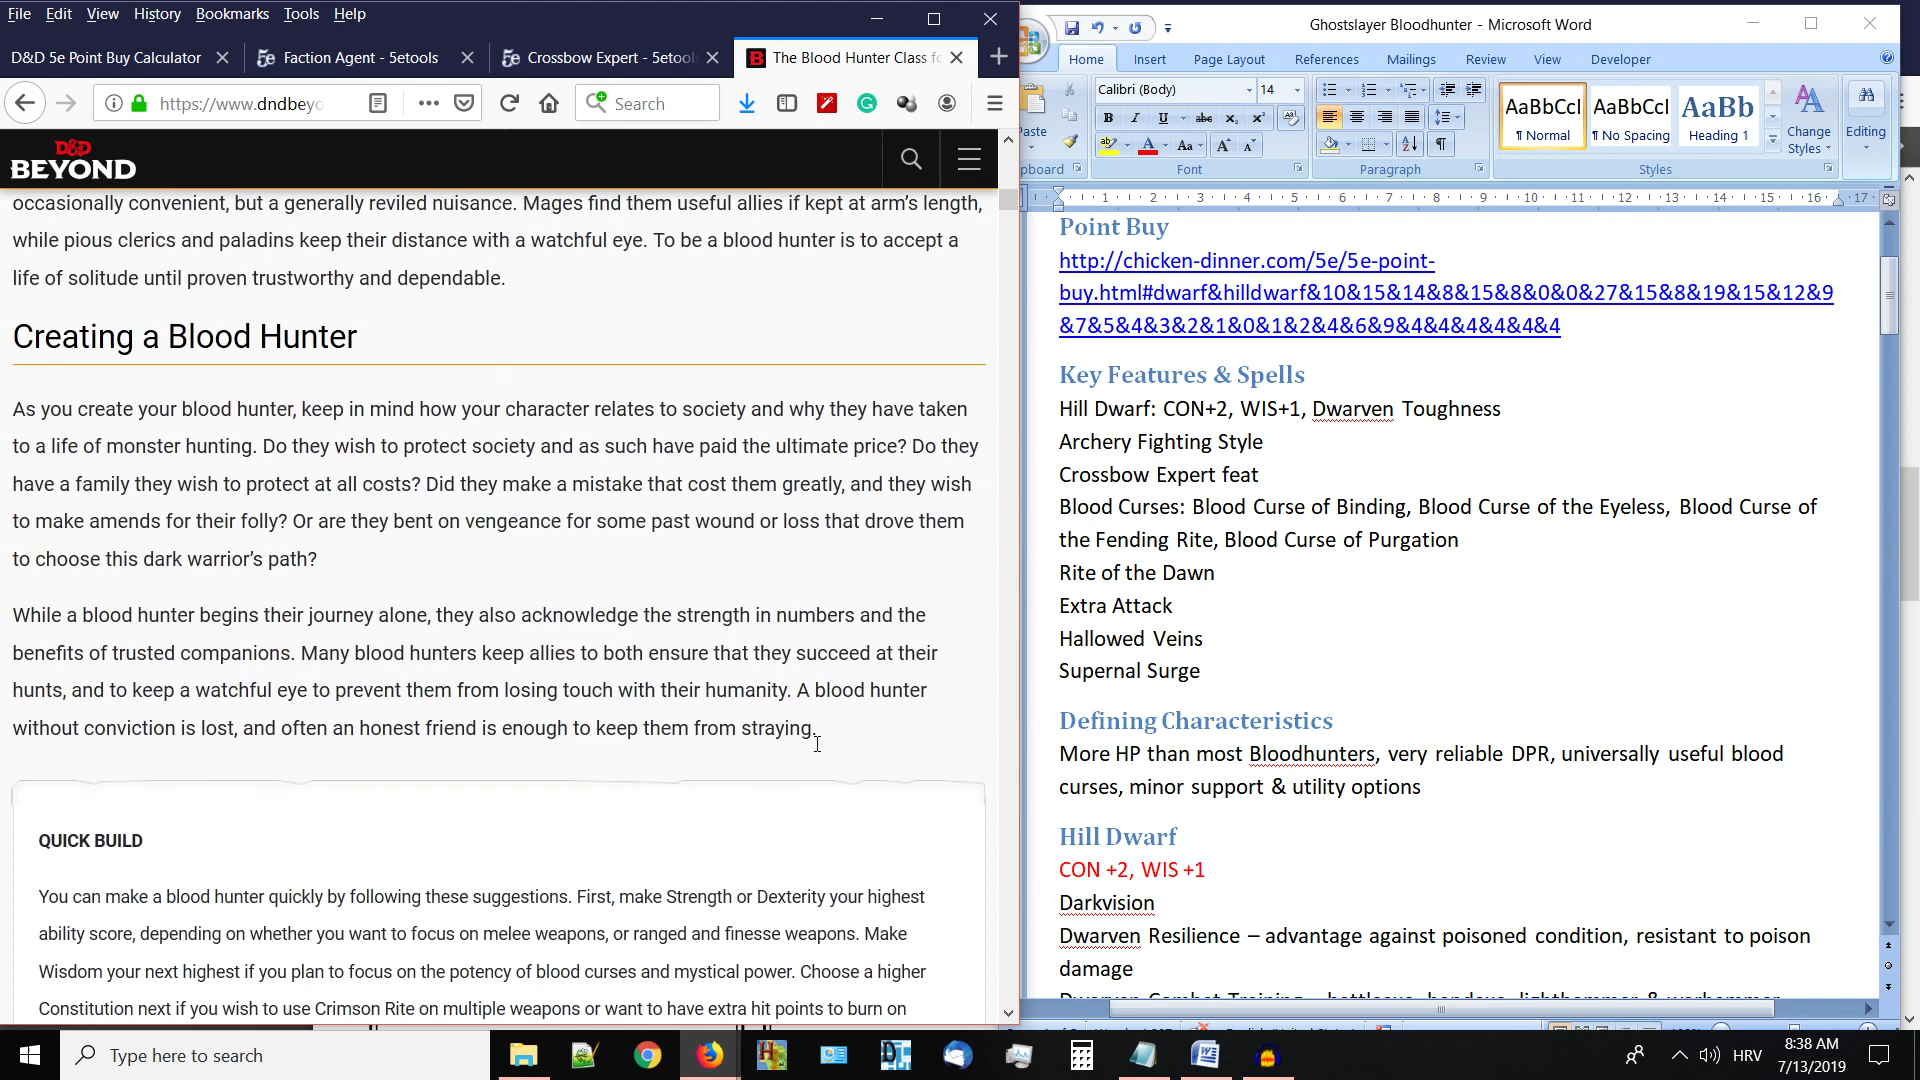 File Edit View History Bookmarks Tools Help
D&D 5e Point Buy Calculator
Faction Agent - 5etools
Crossbow Expert - 5etools
The Blood Hunter Class fo
https://www.dndbeyo
Search
D&D
BEYOND
occasionally convenient, but a generally reviled nuisance. Mages find them useful allies if kept at arm's length,
while pious clerics and paladins keep their distance with a watchful eye. To be a blood hunter is to accept a
life of solitude until proven trustworthy and dependable.
Creating a Blood Hunter
As you create your blood hunter, keep in mind how your character relates to society and why they have taken
to a life of monster hunting. Do they wish to protect society and as such have paid the ultimate price? Do they
have a family they wish to protect at all costs? Did they make a mistake that cost them greatly, and they wish
to make amends for their folly? Or are they bent on vengeance for some past wound or loss that drove them
to choose this dark warrior's path?
While a blood hunter begins their journey alone, they also acknowledge the strength in numbers and the
benefits of trusted companions. Many blood hunters keep allies to both ensure that they succeed at their
hunts, and to keep a watchful eye to prevent them from losing touch with their humanity. A blood hunter
without conviction is lost, and often an honest friend is enough to keep them from straying.
QUICK BUILD
You can make a blood hunter quickly by following these suggestions. First, make Strength or Dexterity your highest
ability score, depending on whether you want to focus on melee weapons, or ranged and finesse weapons. Make
Wisdom your next highest if you plan to focus on the potency of blood curses and mystical power. Choose a higher
Constitution next if you wish to use Crimson Rite on multiple weapons or want to have extra hit points to burn on
Ghostslayer Bloodhunter - Microsoft Word
Home Insert Page Layout References Mailings Review View Developer
Calibri (Body) 14
AaBbCcI AaBbCcI AaBb
¶ Normal ¶ No Spacing Heading 1
Change
Styles
Editing
Paste
pboard Font Paragraph Styles
1 2 3 4 5 6 7 8 9 10 11 12 13 14 15 16 17
Point Buy
http://chicken-dinner.com/5e/5e-point-
buy.html#dwarf&hilldwarf&10&15&14&8&15&8&0&0&27&15&8&19&15&12&9
&7&5&4&3&2&1&0&1&2&4&6&9&4&4&4&4&4&4
Key Features & Spells
Hill Dwarf: CON+2, WIS+1, Dwarven Toughness
Archery Fighting Style
Crossbow Expert feat
Blood Curses: Blood Curse of Binding, Blood Curse of the Eyeless, Blood Curse of
the Fending Rite, Blood Curse of Purgation
Rite of the Dawn
Extra Attack
Hallowed Veins
Supernal Surge
Defining Characteristics
More HP than most Bloodhunters, very reliable DPR, universally useful blood
curses, minor support & utility options
Hill Dwarf
CON +2, WIS +1
Darkvision
Dwarven Resilience – advantage against poisoned condition, resistant to poison
damage
Type here to search
HRV
8:38 AM
7/13/2019